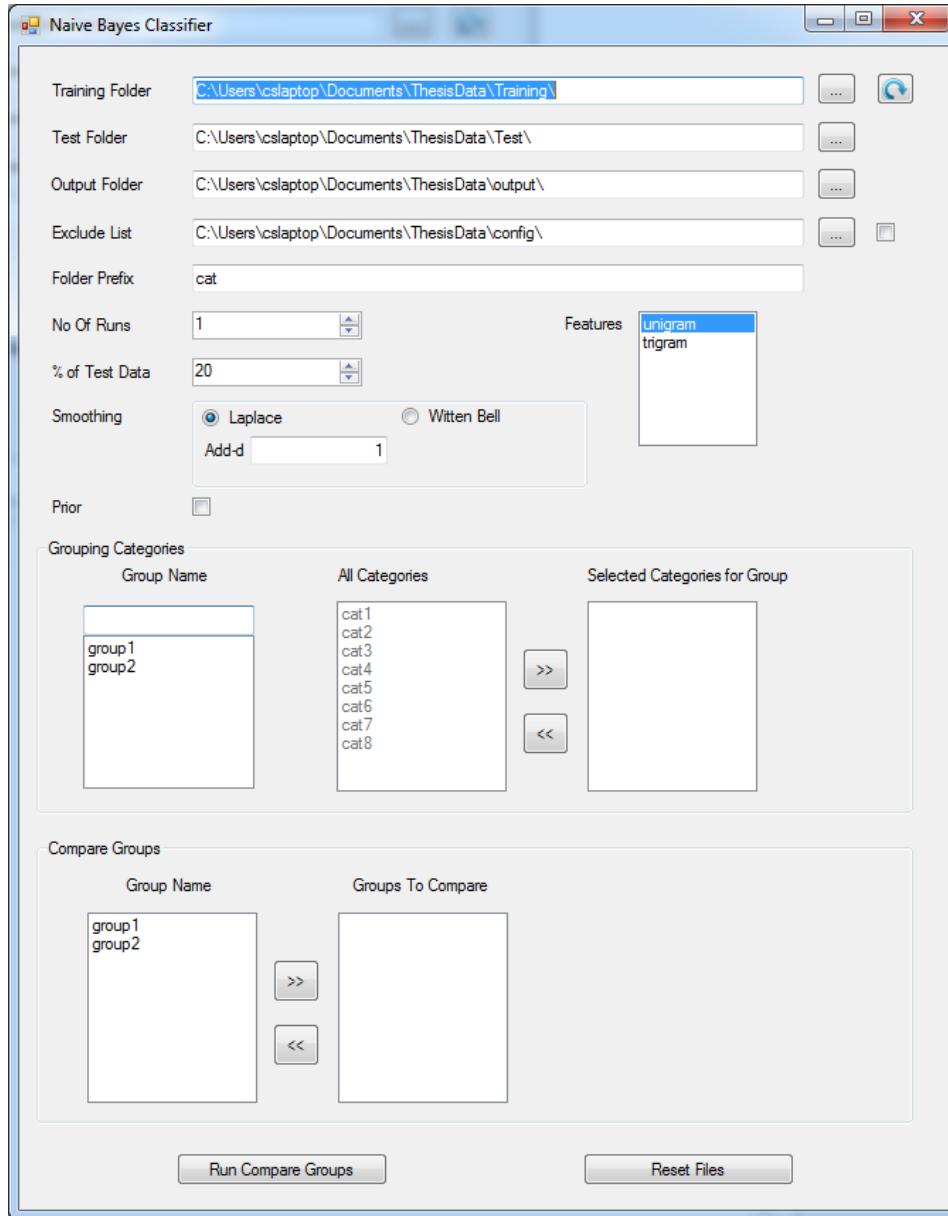 Naive Bayes Classifier
Training Folder C:\Users\cslaptop\Documents\ThesisData\Training\ ...
Test Folder C:\Users\cslaptop\Documents\ThesisData\Test\ ...
Output Folder C:\Users\cslaptop\Documents\ThesisData\output\ ...
Exclude List C:\Users\cslaptop\Documents\ThesisData\config\ ...
Folder Prefix cat
No Of Runs 1 Features unigram
trigram
% of Test Data 20
Smoothing Laplace Witten Bell
Add-d 1
Prior
Grouping Categories
Group Name All Categories Selected Categories for Group
group1
group2
cat1
cat2
cat3
cat4
cat5
cat6
cat7
cat8
>>
<<
Compare Groups
Group Name Groups To Compare
group1
group2
>>
<<
Run Compare Groups Reset Files